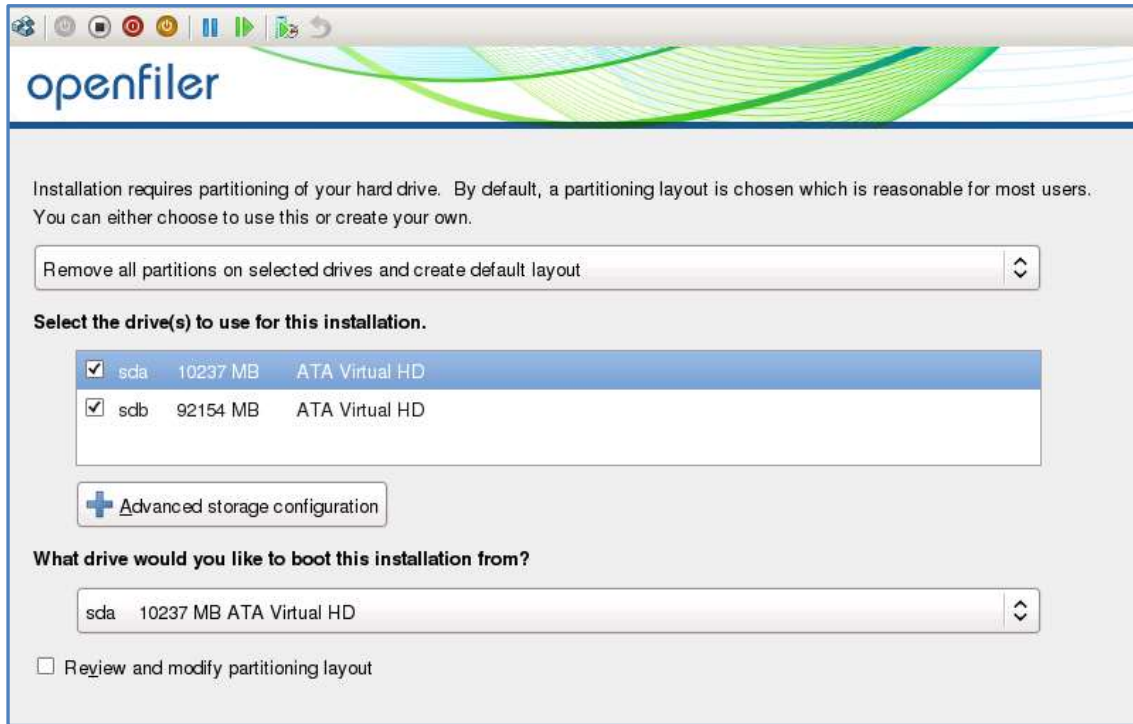 openfiler
Installation requires partitioning of your hard drive. By default, a partitioning layout is chosen which is reasonable for most users.
You can either choose to use this or create your own.
Remove all partitions on selected drives and create default layout
Select the drive(s) to use for this installation.
sda 10237 MB ATA Virtual HD
sdb 92154 MB ATA Virtual HD
Advanced storage configuration
What drive would you like to boot this installation from?
sda 10237 MB ATA Virtual HD
Review and modify partitioning layout